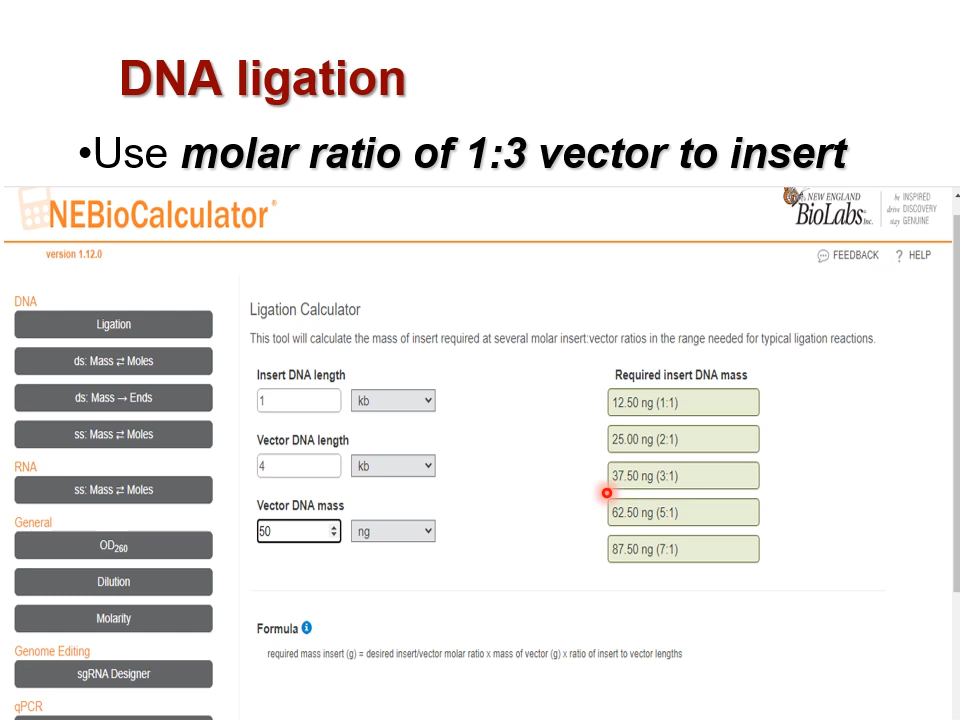 DNA ligation
•Use molar ratio of 1:3 vector to insert
NEBioCalculator®
NEW ENGLAND
BioLabs Inc.
be INSPIRED
drive DISCOVERY
stay GENUINE
version 1.12.0
FEEDBACK
? HELP
DNA
Ligation
ds: Mass ⇄ Moles
ds: Mass → Ends
ss: Mass ⇄ Moles
RNA
ss: Mass ⇄ Moles
General
OD260
Dilution
Molarity
Genome Editing
sgRNA Designer
qPCR
Ligation Calculator
This tool will calculate the mass of insert required at several molar insert:vector ratios in the range needed for typical ligation reactions.
Insert DNA length
1 kb
Vector DNA length
4 kb
Vector DNA mass
50 ng
Required insert DNA mass
12.50 ng (1:1)
25.00 ng (2:1)
37.50 ng (3:1)
62.50 ng (5:1)
87.50 ng (7:1)
Formula
required mass insert (g) = desired insert/vector molar ratio x mass of vector (g) x ratio of insert to vector lengths